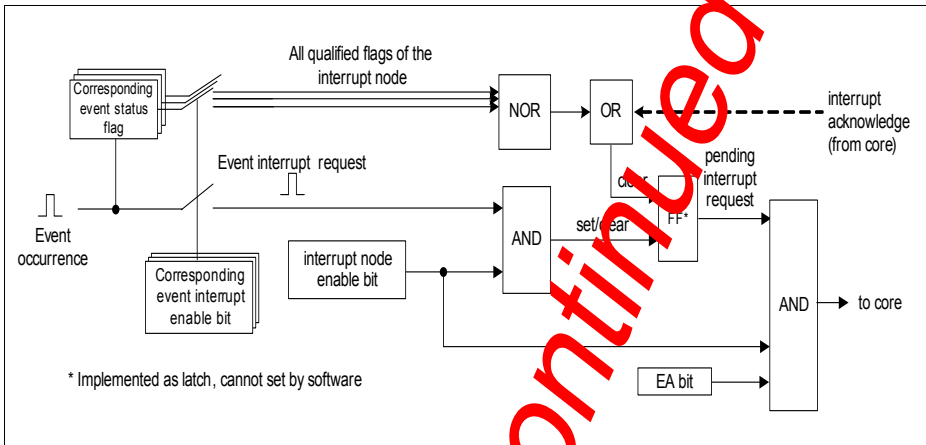 All qualified flags of the
interrupt node
Corresponding
event status
flag
NOR
OR
interrupt
acknowledge
(from core)
Event interrupt request
pending
interrupt
request
clear
FF*
set/clear
AND
Event
occurrence
interrupt node
enable bit
Corresponding
event interrupt
enable bit
AND
to core
EA bit
* Implemented as latch, cannot set by software
ontinued